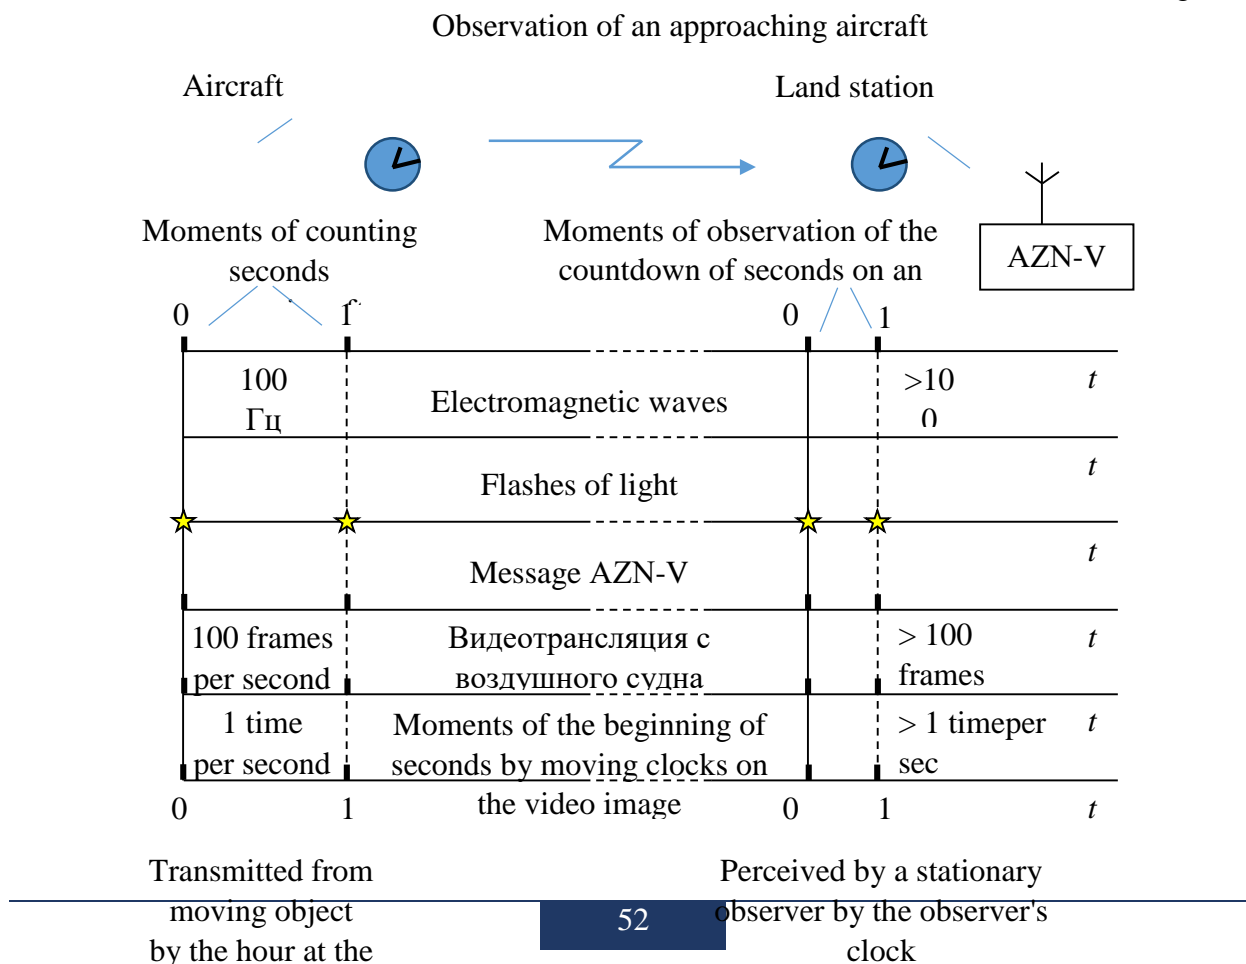 Observation of an approaching aircraft
Aircraft
Land station
Moments of counting
seconds
Moments of observation of the
countdown of seconds on an
AZN-V
0
1
0
1
100
Гц
Electromagnetic waves
>10
0
t
Flashes of light
t
Message AZN-V
t
100 frames
per second
Видеотрансляция с
воздушного судна
> 100
frames
t
1 time
per second
Moments of the beginning of
seconds by moving clocks on
the video image
> 1 timeper
sec
t
0
1
0
1
t
Transmitted from
moving object
by the hour at the
Perceived by a stationary
observer by the observer's
clock
52